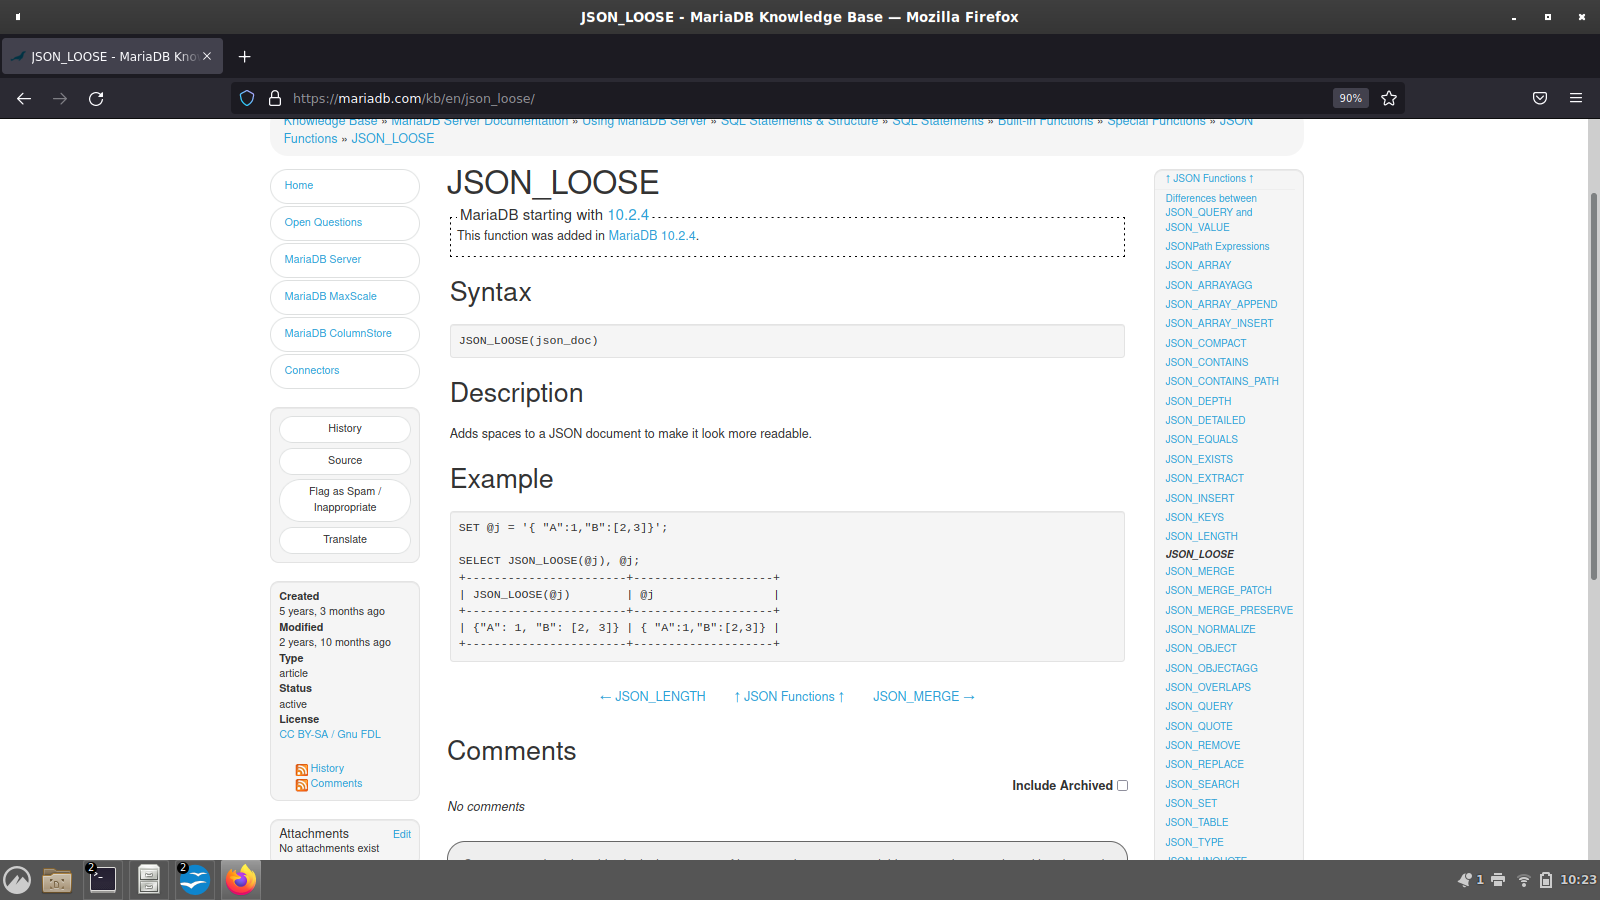 JSON_LOOSE - MariaDB Knowledge Base — Mozilla Firefox
JSON_LOOSE - MariaDB Kno
https://mariadb.com/kb/en/json_loose/
90%
Knowledge Base » MariaDB Server Documentation » Using MariaDB Server » SQL Statements & Structure » SQL Statements » Built-in Functions » Special Functions » JSON
Functions » JSON_LOOSE
Home
Open Questions
MariaDB Server
MariaDB MaxScale
MariaDB ColumnStore
Connectors
History
Source
Flag as Spam /
Inappropriate
Translate
Created
5 years, 3 months ago
Modified
2 years, 10 months ago
Type
article
Status
active
License
CC BY-SA / Gnu FDL
History
Comments
Attachments Edit
No attachments exist
JSON_LOOSE
MariaDB starting with 10.2.4
This function was added in MariaDB 10.2.4.
Syntax
JSON_LOOSE(json_doc)
Description
Adds spaces to a JSON document to make it look more readable.
Example
SET @j = '{ "A":1,"B":[2,3]}';
SELECT JSON_LOOSE(@j), @j;
+-----------------------+--------------------+
| JSON_LOOSE(@j)        | @j                 |
+-----------------------+--------------------+
| {"A": 1, "B": [2, 3]} | { "A":1,"B":[2,3]} |
+-----------------------+--------------------+
← JSON_LENGTH ↑ JSON Functions ↑ JSON_MERGE →
Comments
Include Archived
No comments
↑ JSON Functions ↑
Differences between
JSON_QUERY and
JSON_VALUE
JSONPath Expressions
JSON_ARRAY
JSON_ARRAYAGG
JSON_ARRAY_APPEND
JSON_ARRAY_INSERT
JSON_COMPACT
JSON_CONTAINS
JSON_CONTAINS_PATH
JSON_DEPTH
JSON_DETAILED
JSON_EQUALS
JSON_EXISTS
JSON_EXTRACT
JSON_INSERT
JSON_KEYS
JSON_LENGTH
JSON_LOOSE
JSON_MERGE
JSON_MERGE_PATCH
JSON_MERGE_PRESERVE
JSON_NORMALIZE
JSON_OBJECT
JSON_OBJECTAGG
JSON_OVERLAPS
JSON_QUERY
JSON_QUOTE
JSON_REMOVE
JSON_REPLACE
JSON_SEARCH
JSON_SET
JSON_TABLE
JSON_TYPE
2
2
1
10:23